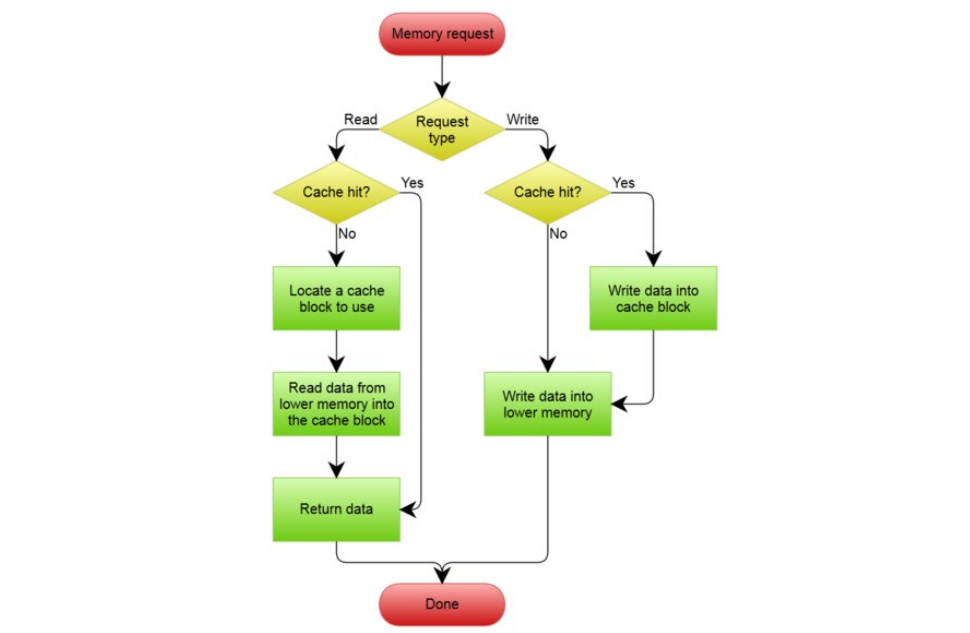 Memory request
Read
Request
type
Write
Cache hit?
Yes
Cache hit?
Yes
No
No
Locate a cache
block to use
Write data into
cache block
Read data from
lower memory into
the cache block
Write data into
lower memory
Return data
Done